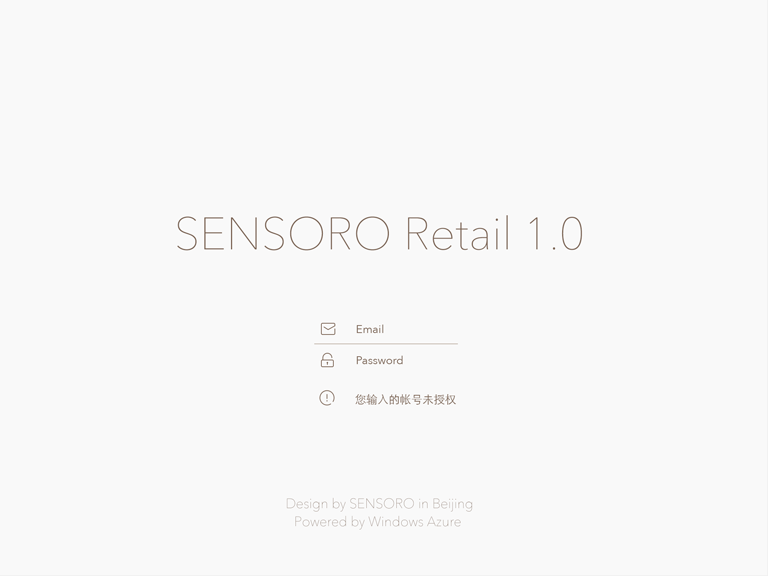 SENSORO Retail 1.0
Email
Password
您输入的帐号未授权
Design by SENSORO in Beijing
Powered by Windows Azure